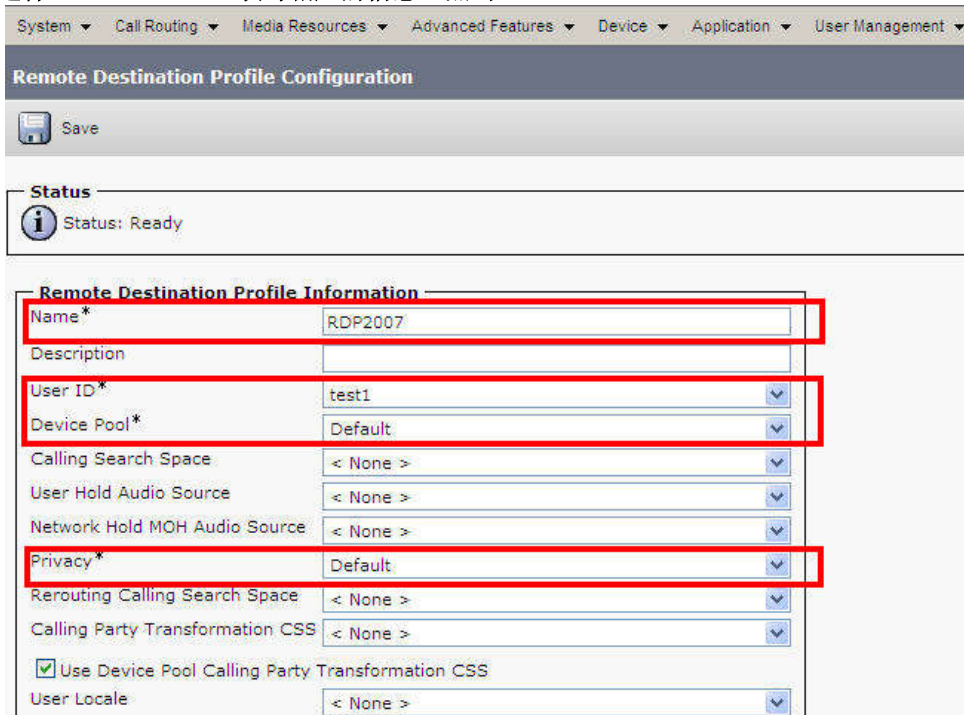 System Call Routing Media Resources Advanced Features Device Application User Management
Remote Destination Profile Configuration
Save
Status
Status: Ready
Remote Destination Profile Information
Name* RDP2007
Description
User ID* test1
Device Pool* Default
Calling Search Space < None >
User Hold Audio Source < None >
Network Hold MOH Audio Source < None >
Privacy* Default
Rerouting Calling Search Space < None >
Calling Party Transformation CSS < None >
Use Device Pool Calling Party Transformation CSS
User Locale < None >